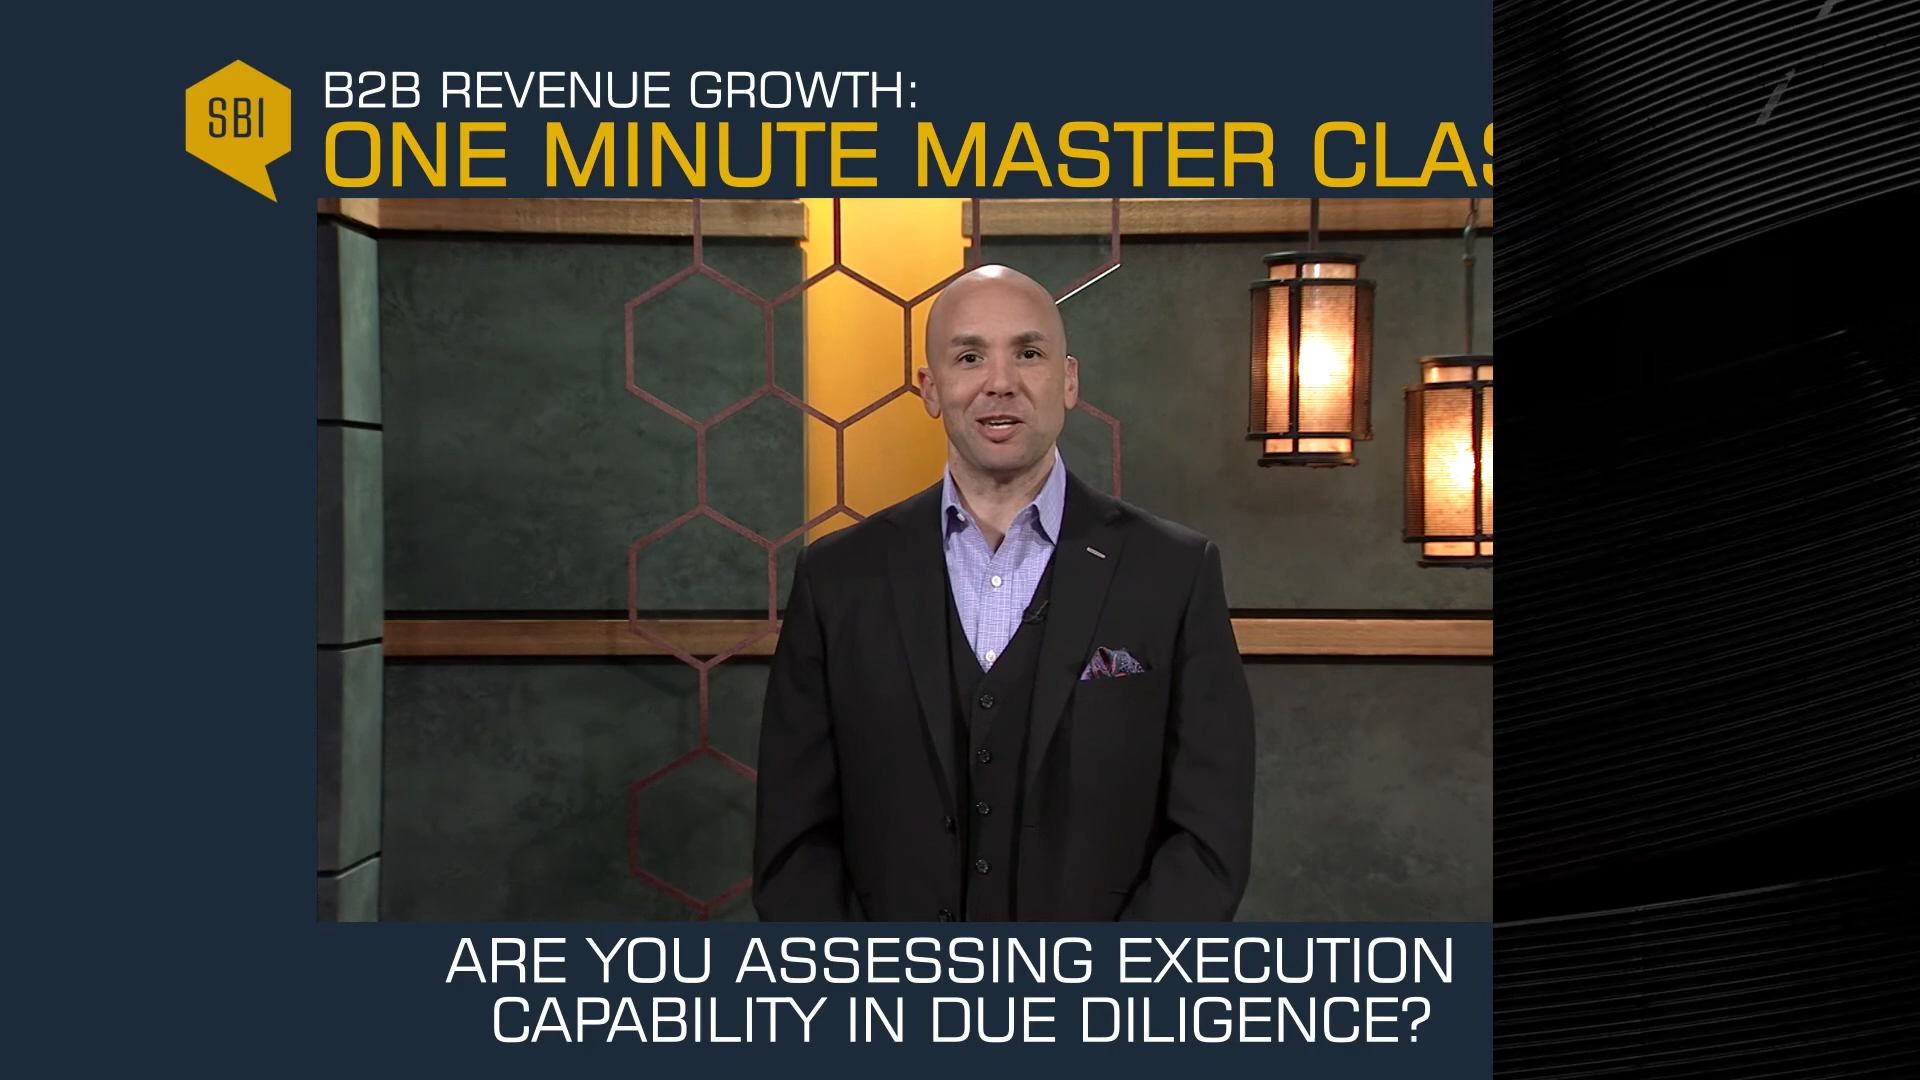 SBI
B2B REVENUE GROWTH:
ONE MINUTE MASTER CLAS
ARE YOU ASSESSING EXECUTION
CAPABILITY IN DUE DILIGENCE?